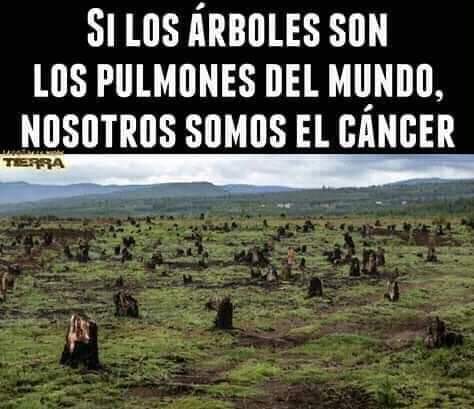 SI LOS ÁRBOLES SON
LOS PULMONES DEL MUNDO,
NOSOTROS SOMOS EL CÁNCER
TIERRA